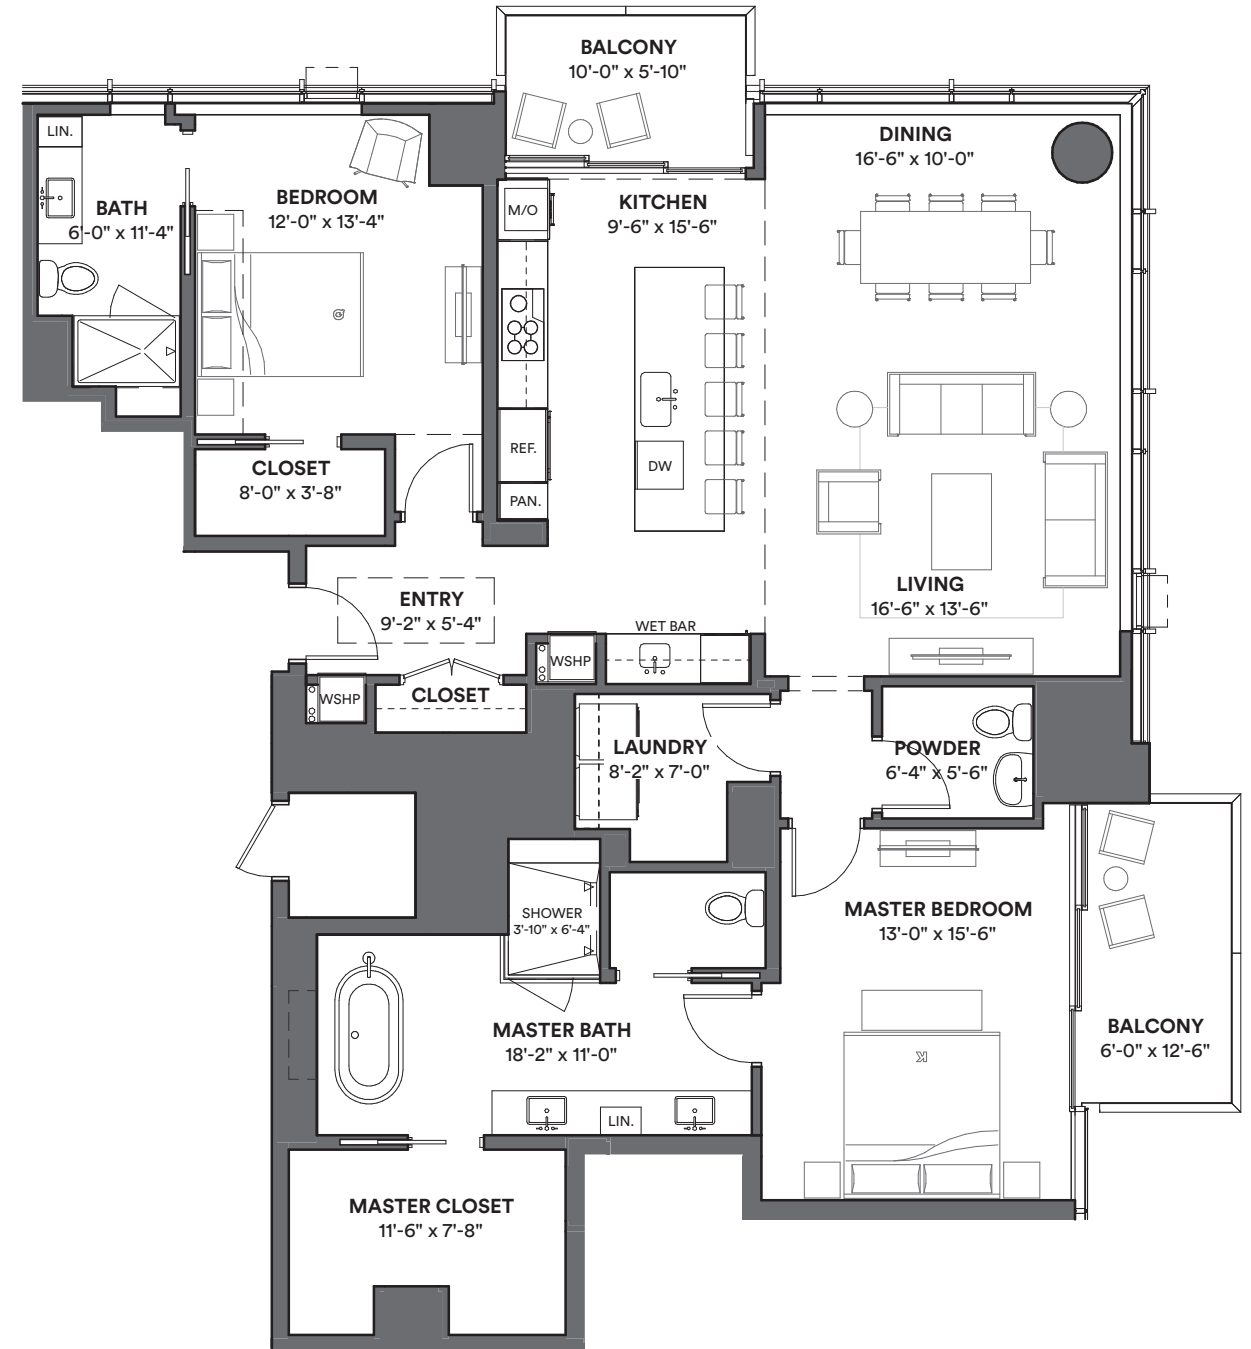 BALCONY
10'-0" x 5'-10"
LIN.
DINING
16'-6" x 10'-0"
BATH
6'-0" x 11'-4"
BEDROOM
12'-0" x 13'-4"
M/O
KITCHEN
9'-6" x 15'-6"
Q
REF.
DW
PAN.
CLOSET
8'-0" x 3'-8"
ENTRY
9'-2" x 5'-4"
LIVING
16'-6" x 13'-6"
WET BAR
WSHP
WSHP
CLOSET
LAUNDRY
8'-2" x 7'-0"
POWDER
6'-4" x 5'-6"
SHOWER
3'-10" x 6'-4"
MASTER BEDROOM
13'-0" x 15'-6"
MASTER BATH
18'-2" x 11'-0"
K
BALCONY
6'-0" x 12'-6"
LIN.
MASTER CLOSET
11'-6" x 7'-8"